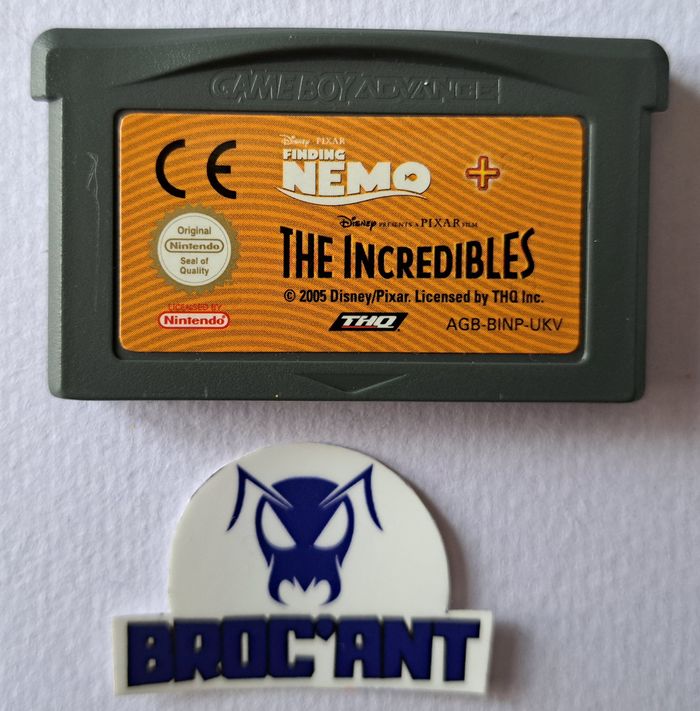 GAME BOY ADVANCE
CE
Disney PIXAR
FINDING
NEMO
+
Disney PRESENTS A PIXAR FILM
THE INCREDIBLES
© 2005 Disney/Pixar. Licensed by THQ Inc.
Original
Nintendo
Seal of
Quality
LICENSED BY
Nintendo
THQ
AGB-BINP-UKV
BROC'ANT